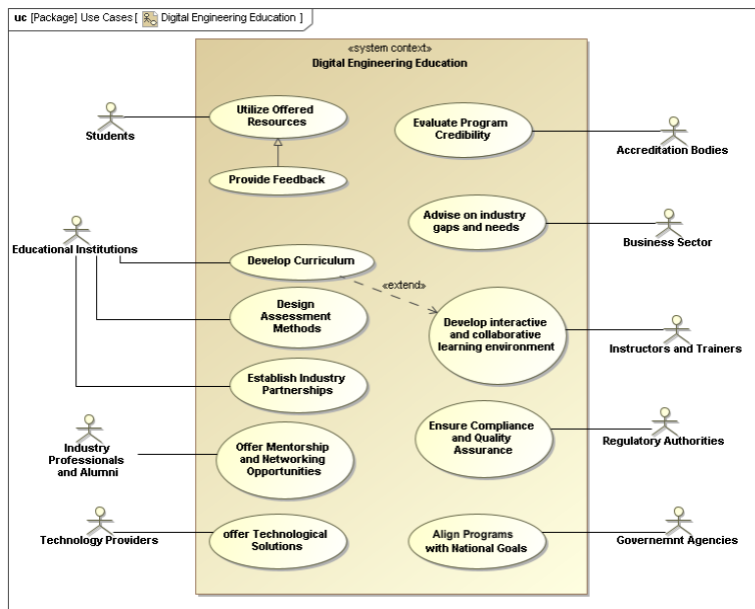 uc [Package] Use Cases [ Digital Engineering Education ]
«system context»
Digital Engineering Education
Utilize Offered
Resources
Students
Provide Feedback
Evaluate Program
Credibility
Accreditation Bodies
Advise on industry
gaps and needs
Business Sector
Educational Institutions
Develop Curriculum
«extend»
Design
Assessment
Methods
Develop interactive
and collaborative
learning environment
Instructors and Trainers
Establish Industry
Partnerships
Ensure Compliance
and Quality
Assurance
Regulatory Authorities
Industry
Professionals
and Alumni
Offer Mentorship
and Networking
Opportunities
Technology Providers
offer Technological
Solutions
Align Programs
with National Goals
Governernnt Agencies